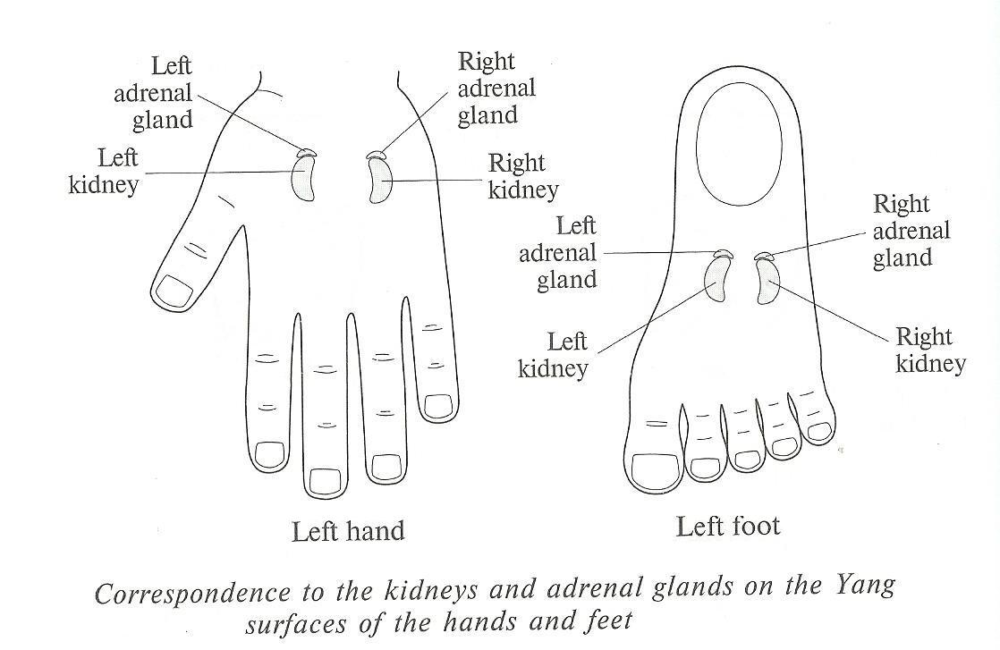 Left
adrenal
gland
Left
kidney
Right
adrenal
gland
Right
kidney
Left
adrenal
gland
Left
kidney
Right
adrenal
gland
Right
kidney
Left hand
Left foot
Correspondence to the kidneys and adrenal glands on the Yang
surfaces of the hands and feet